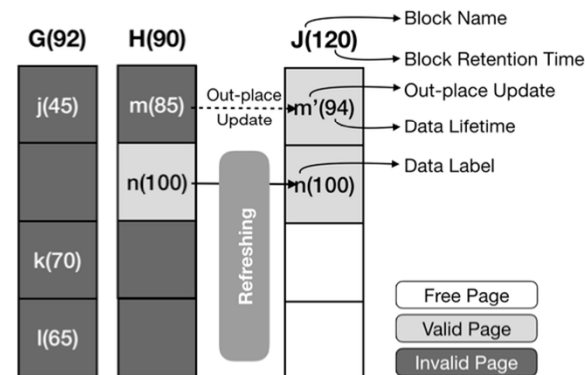 G(92)
H(90)
J(120)
Block Name
Block Retention Time
j(45)
m(85)
Out-place
Update
m’(94)
Out-place Update
Data Lifetime
n(100)
n(100)
Data Label
k(70)
Refreshing
l(65)
Free Page
Valid Page
Invalid Page